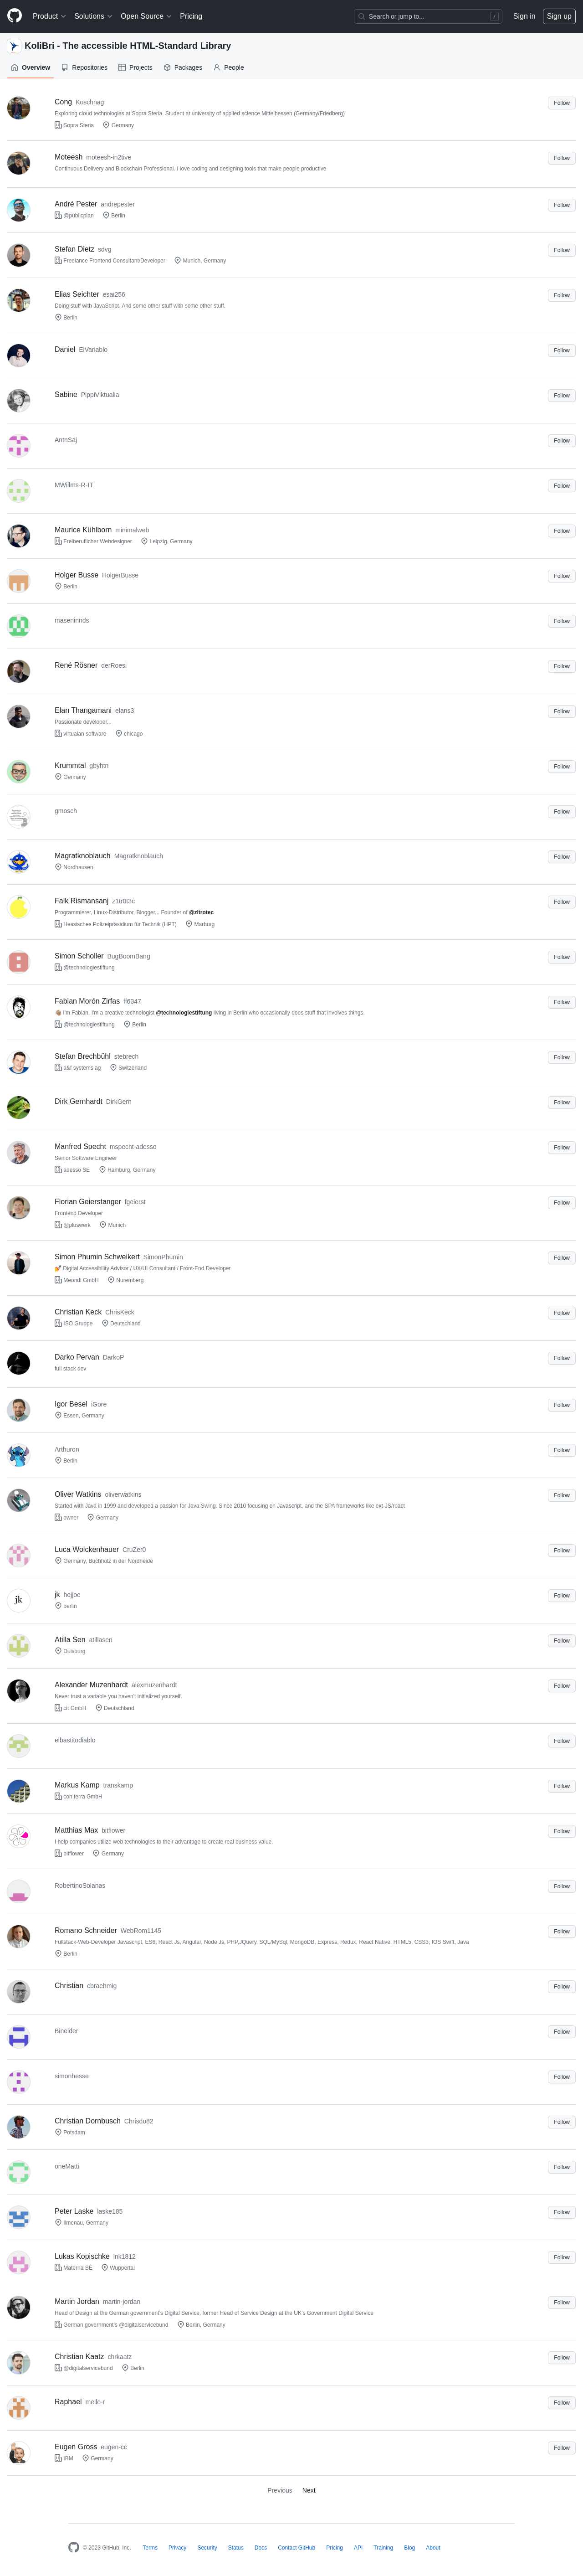 Product Solutions Open Source Pricing Search or jump to... / Sign in Sign up
KoliBri - The accessible HTML-Standard Library
Overview Repositories Projects Packages People
Cong Koschnag Follow
Exploring cloud technologies at Sopra Steria. Student at university of applied science Mittelhessen (Germany/Friedberg)
Sopra Steria Germany
Moteesh moteesh-in2tive Follow
Continuous Delivery and Blockchain Professional. I love coding and designing tools that make people productive
André Pester andrepester Follow
@publicplan Berlin
Stefan Dietz sdvg Follow
Freelance Frontend Consultant/Developer Munich, Germany
Elias Seichter esai256 Follow
Doing stuff with JavaScript. And some other stuff with some other stuff.
Berlin
Daniel ElVariablo Follow
Sabine PippiViktualia Follow
AntriSaj Follow
MWillms-R-IT Follow
Maurice Kühlborn minimalweb Follow
Freiberuflicher Webdesigner Leipzig, Germany
Holger Busse HolgerBusse Follow
Berlin
maseninnds Follow
René Rösner derRoesi Follow
Elan Thangamani elans3 Follow
Passionate developer...
virtualan software chicago
Krummtal gbyhtn Follow
Germany
gmosch Follow
Magratknoblauch Magratknoblauch Follow
Nordhausen
Falk Rismansanj z1tr0t3c Follow
Programmierer, Linux-Distributor, Blogger... Founder of @zitrotec
Hessisches Polizeipräsidium für Technik (HPT) Marburg
Simon Scholler BugBoomBang Follow
@technologiestiftung
Fabian Morón Zirfas ff6347 Follow
👋🏽 I'm Fabian. I'm a creative technologist @technologiestiftung living in Berlin who occasionally does stuff that involves things.
@technologiestiftung Berlin
Stefan Brechbühl stebrech Follow
a&f systems ag Switzerland
Dirk Gernhardt DirkGern Follow
Manfred Specht mspecht-adesso Follow
Senior Software Engineer
adesso SE Hamburg, Germany
Florian Geierstanger fgeierst Follow
Frontend Developer
@pluswerk Munich
Simon Phumin Schweikert SimonPhumin Follow
💅 Digital Accessibility Advisor / UX/UI Consultant / Front-End Developer
Meondi GmbH Nuremberg
Christian Keck ChrisKeck Follow
ISO Gruppe Deutschland
Darko Pervan DarkoP Follow
full stack dev
Igor Besel iGore Follow
Essen, Germany
Arthuron Follow
Berlin
Oliver Watkins oliverwatkins Follow
Started with Java in 1999 and developed a passion for Java Swing. Since 2010 focusing on Javascript, and the SPA frameworks like ext-JS/react
owner Germany
Luca Wolckenhauer CruZer0 Follow
Germany, Buchholz in der Nordheide
jk
jk hejjoe Follow
berlin
Atilla Sen atillasen Follow
Duisburg
Alexander Muzenhardt alexmuzenhardt Follow
Never trust a variable you haven't initialized yourself.
cit GmbH Deutschland
elbastitodiablo Follow
Markus Kamp transkamp Follow
con terra GmbH
Matthias Max bitflower Follow
I help companies utilize web technologies to their advantage to create real business value.
bitflower Germany
RobertinoSolanas Follow
Romano Schneider WebRom1145 Follow
Fullstack-Web-Developer Javascript, ES6, React Js, Angular, Node Js, PHP,JQuery, SQL/MySql, MongoDB, Express, Redux, React Native, HTML5, CSS3, IOS Swift, Java
Berlin
Christian cbraehmig Follow
Bineider Follow
simonhesse Follow
Christian Dornbusch Chrisdo82 Follow
Potsdam
oneMatti Follow
Peter Laske laske185 Follow
Ilmenau, Germany
Lukas Kopischke lnk1812 Follow
Materna SE Wuppertal
Martin Jordan martin-jordan Follow
Head of Design at the German government's Digital Service, former Head of Service Design at the UK's Government Digital Service
German government's @digitalservicebund Berlin, Germany
Christian Kaatz chrkaatz Follow
@digitalservicebund Berlin
Raphael mello-r Follow
Eugen Gross eugen-cc Follow
IBM Germany
Previous Next
© 2023 GitHub, Inc. Terms Privacy Security Status Docs Contact GitHub Pricing API Training Blog About